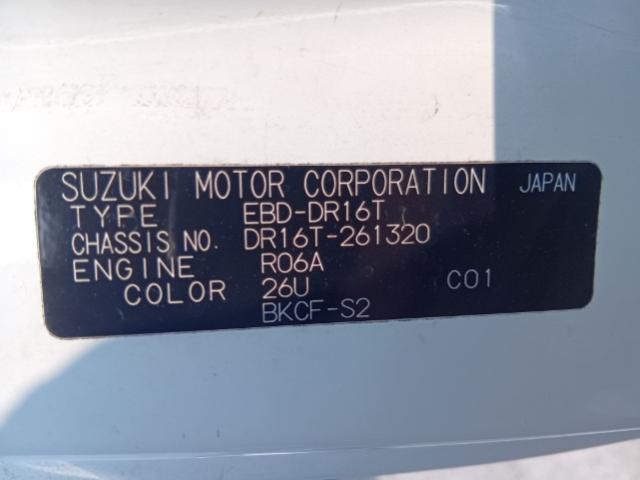 SUZUKI MOTOR CORPORATION JAPAN
TYPE EBD-DR16T
CHASSIS NO. DR16T-261320
ENGINE R06A
COLOR 26U C01
BKCF-S2